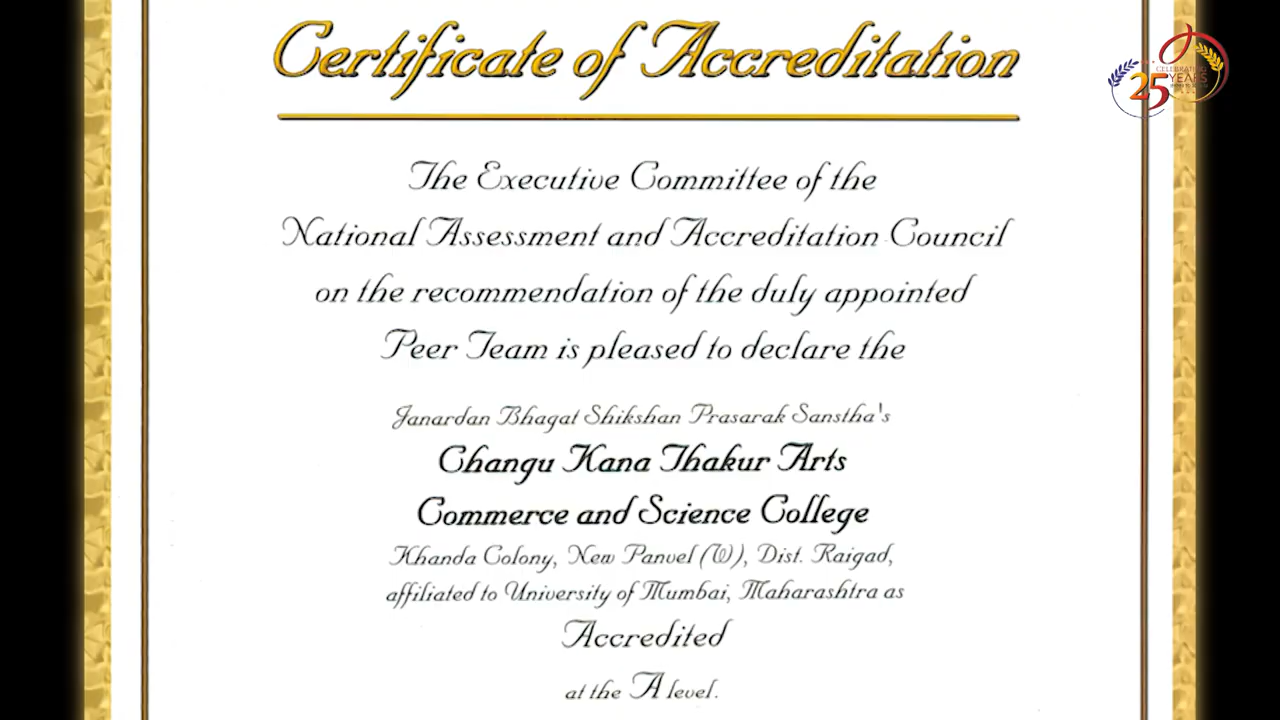 Certificate of Accreditation
CELEBRATING
25 YEARS
The Executive Committee of the
National Assessment and Accreditation Council
on the recommendation of the duly appointed
Peer Team is pleased to declare the
Janardan Bhagat Shikshan Prasarak Sanstha's
Changu Kana Thakur Arts
Commerce and Science College
Khanda Colony, New Panvel (W), Dist. Raigad,
affiliated to University of Mumbai, Maharashtra as
Accredited
at the A level.